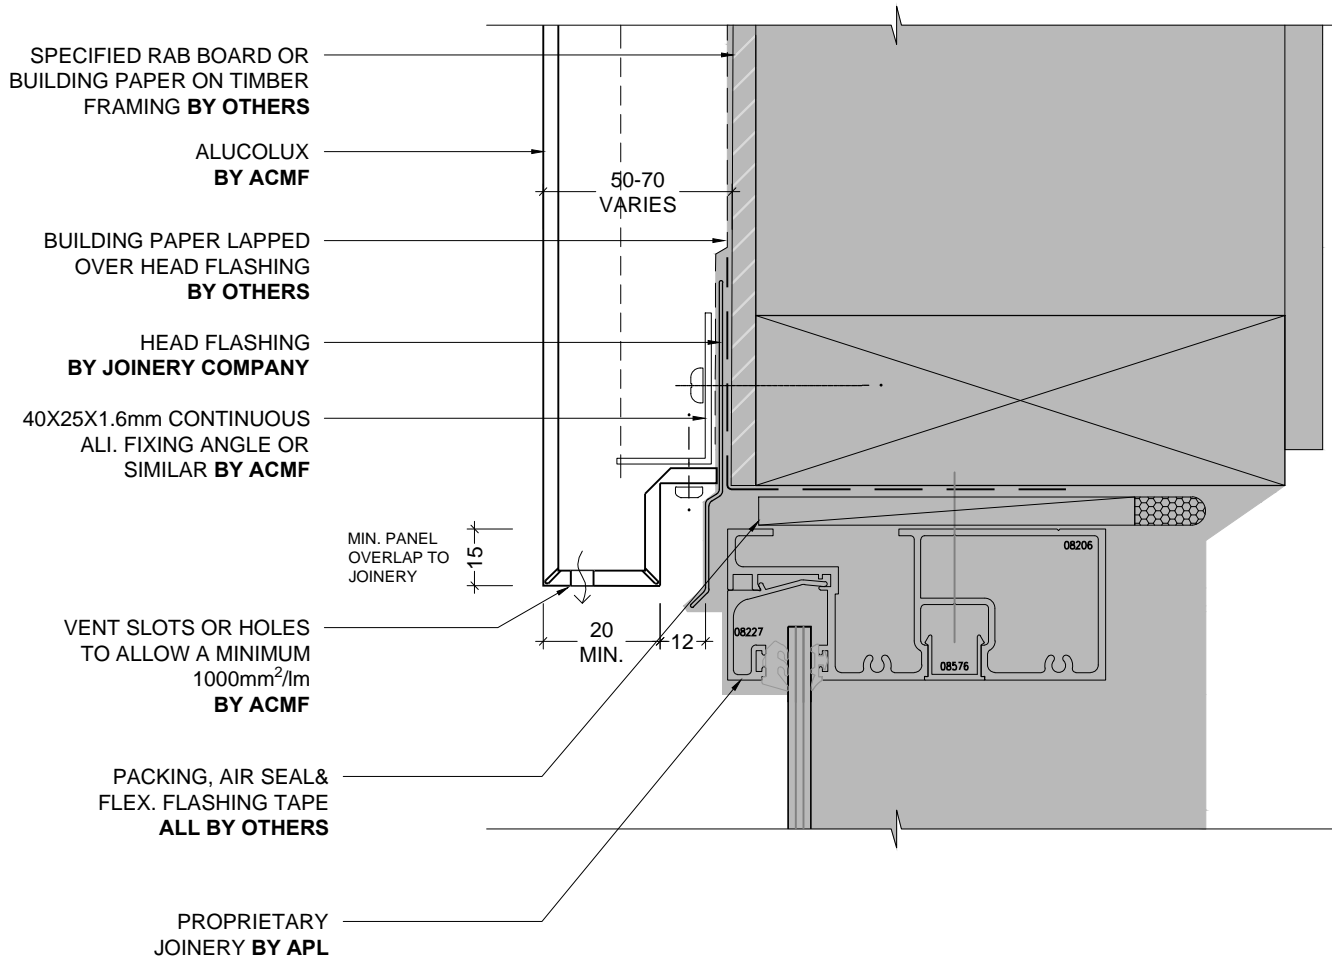 SPECIFIED RAB BOARD OR
BUILDING PAPER ON TIMBER
FRAMING BY OTHERS
ALUCOLUX
BY ACMF
50-70
VARIES
BUILDING PAPER LAPPED
OVER HEAD FLASHING
BY OTHERS
HEAD FLASHING
BY JOINERY COMPANY
40X25X1.6mm CONTINUOUS
ALI. FIXING ANGLE OR
SIMILAR BY ACMF
MIN. PANEL
OVERLAP TO
JOINERY
15
08206
08227
08576
20
MIN.
12
VENT SLOTS OR HOLES
TO ALLOW A MINIMUM
1000mm²/lm
BY ACMF
PACKING, AIR SEAL&
FLEX. FLASHING TAPE
ALL BY OTHERS
PROPRIETARY
JOINERY BY APL